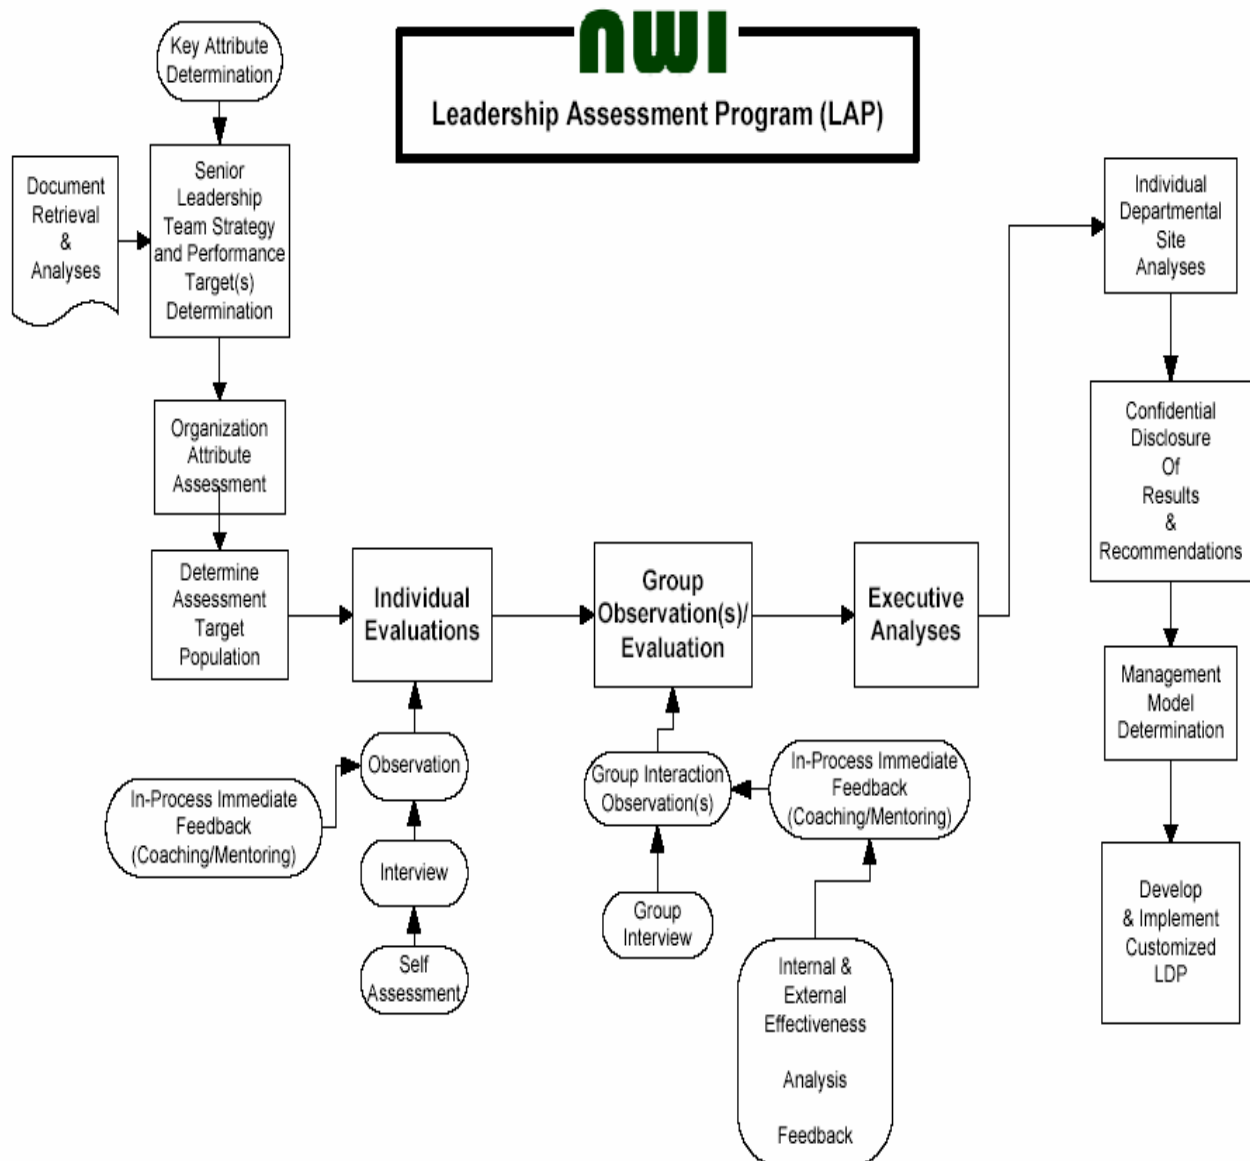 nwi
Leadership Assessment Program (LAP)
Key Attribute
Determination
Document
Retrieval
&
Analyses
Senior
Leadership
Team Strategy
and Performance
Target(s)
Determination
Organization
Attribute
Assessment
Determine
Assessment
Target
Population
Individual
Evaluations
Group
Observation(s)/
Evaluation
Executive
Analyses
Individual
Departmental
Site
Analyses
Confidential
Disclosure
Of
Results
&
Recommendations
Management
Model
Determination
Develop
& Implement
Customized
LDP
Observation
In-Process Immediate
Feedback
(Coaching/Mentoring)
Interview
Self
Assessment
Group Interaction
Observation(s)
In-Process Immediate
Feedback
(Coaching/Mentoring)
Group
Interview
Internal &
External
Effectiveness
Analysis
Feedback